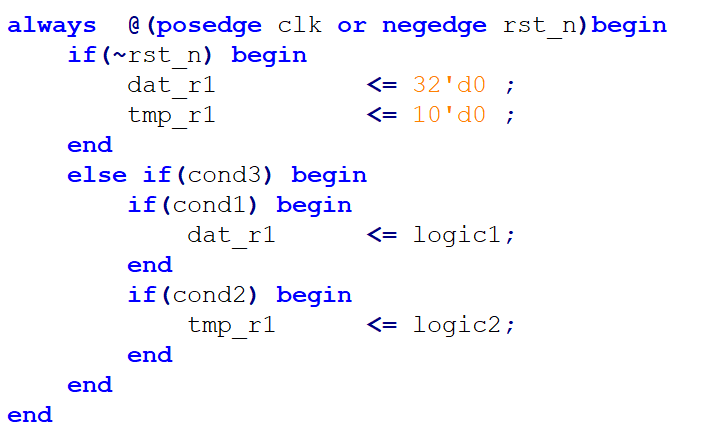 always  @(posedge clk or negedge rst_n)begin
    if(~rst_n) begin
        dat_r1          <= 32'd0 ;
        tmp_r1          <= 10'd0 ;
    end
    else if(cond3) begin
        if(cond1) begin
            dat_r1      <= logic1;
        end
        if(cond2) begin
            tmp_r1      <= logic2;
        end
    end
end